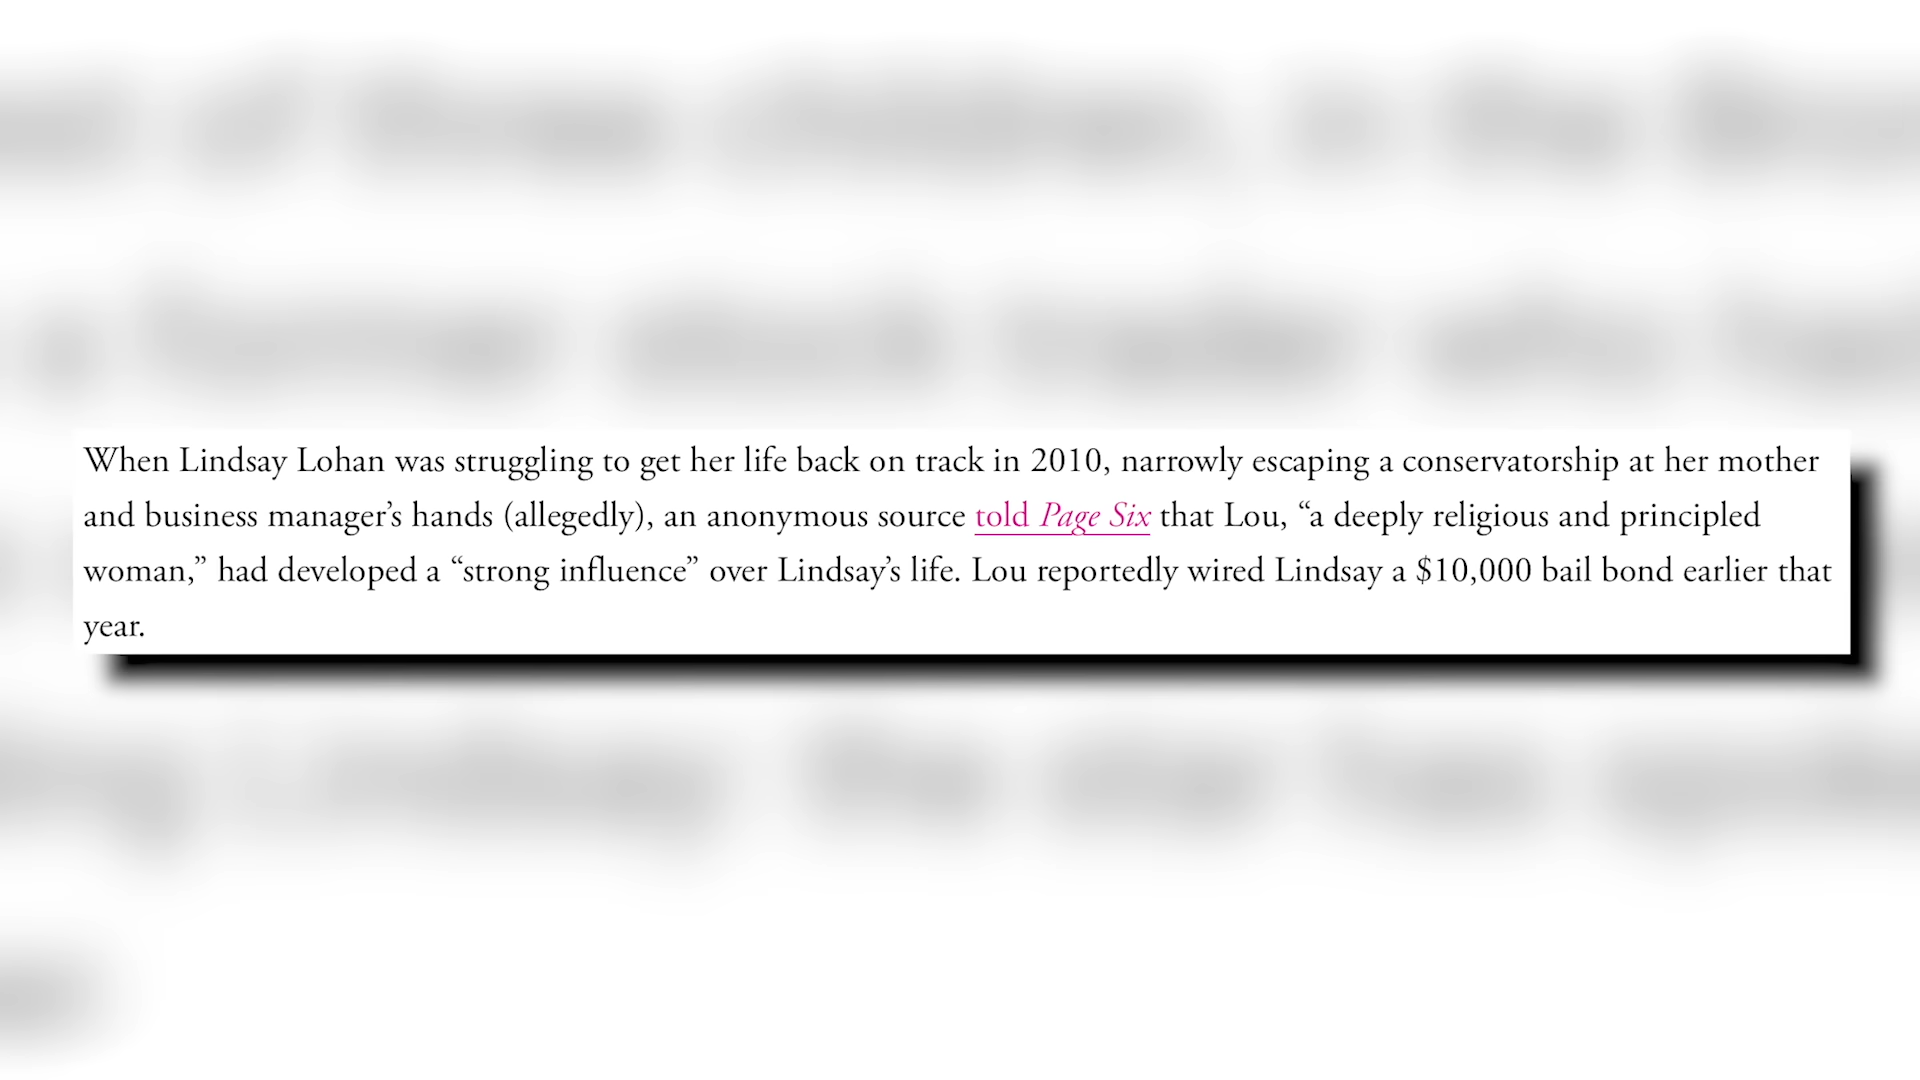 When Lindsay Lohan was struggling to get her life back on track in 2010, narrowly escaping a conservatorship at her mother
and business manager’s hands (allegedly), an anonymous source told Page Six that Lou, “a deeply religious and principled
woman,” had developed a “strong influence” over Lindsay’s life. Lou reportedly wired Lindsay a $10,000 bail bond earlier that
year.